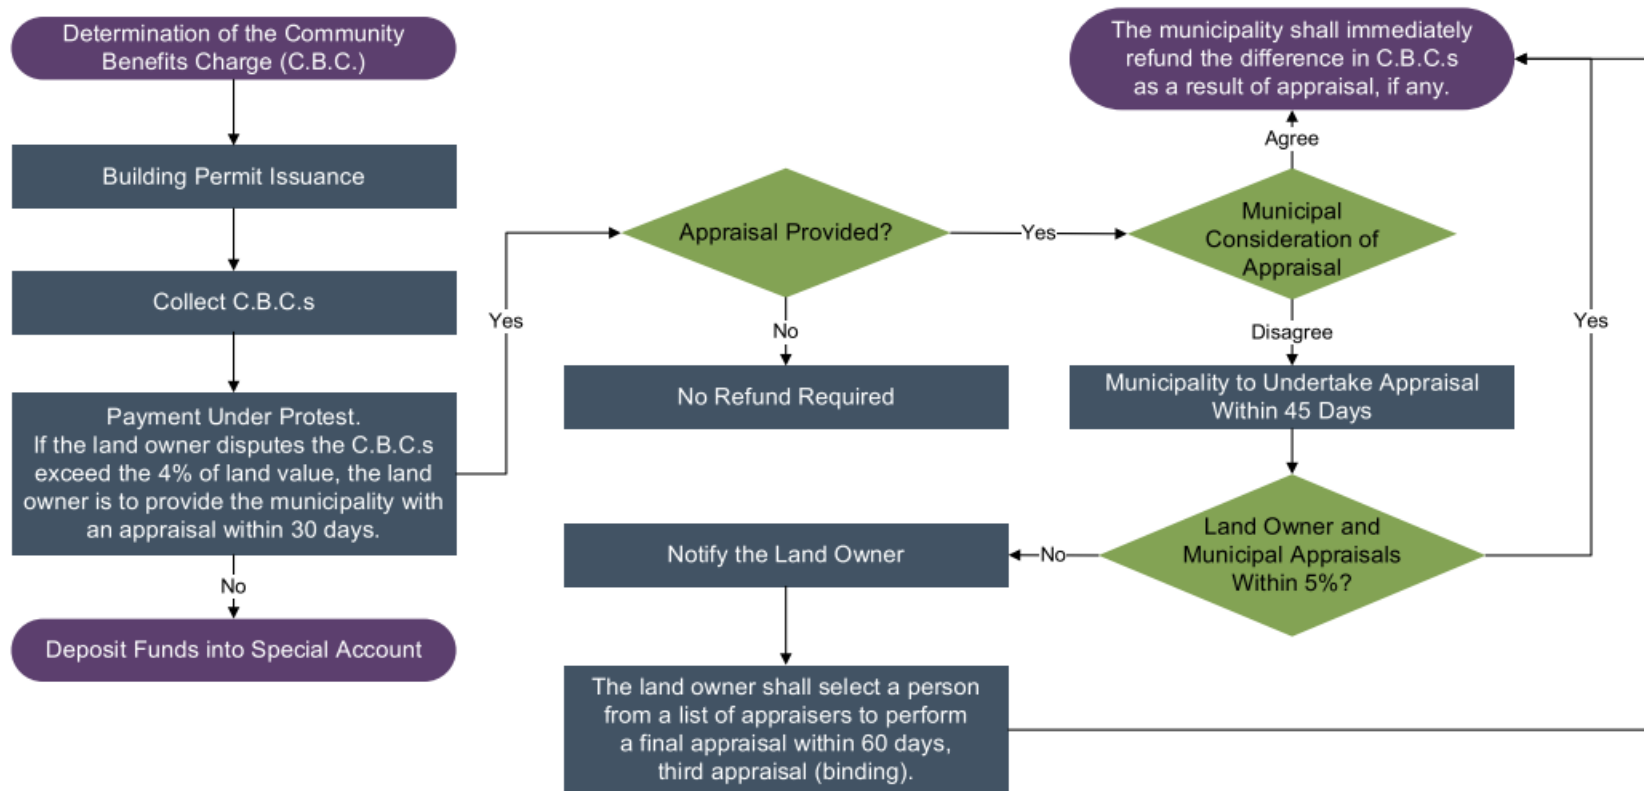 Determination of the Community
Benefits Charge (C.B.C.)
Building Permit Issuance
Collect C.B.C.s
Payment Under Protest.
If the land owner disputes the C.B.C.s
exceed the 4% of land value, the land
owner is to provide the municipality with
an appraisal within 30 days.
No
Deposit Funds into Special Account
Yes
Appraisal Provided?
No
No Refund Required
Yes
Municipal
Consideration of
Appraisal
Agree
The municipality shall immediately
refund the difference in C.B.C.s
as a result of appraisal, if any.
Disagree
Municipality to Undertake Appraisal
Within 45 Days
Land Owner and
Municipal Appraisals
Within 5%?
Yes
No
Notify the Land Owner
The land owner shall select a person
from a list of appraisers to perform
a final appraisal within 60 days,
third appraisal (binding).